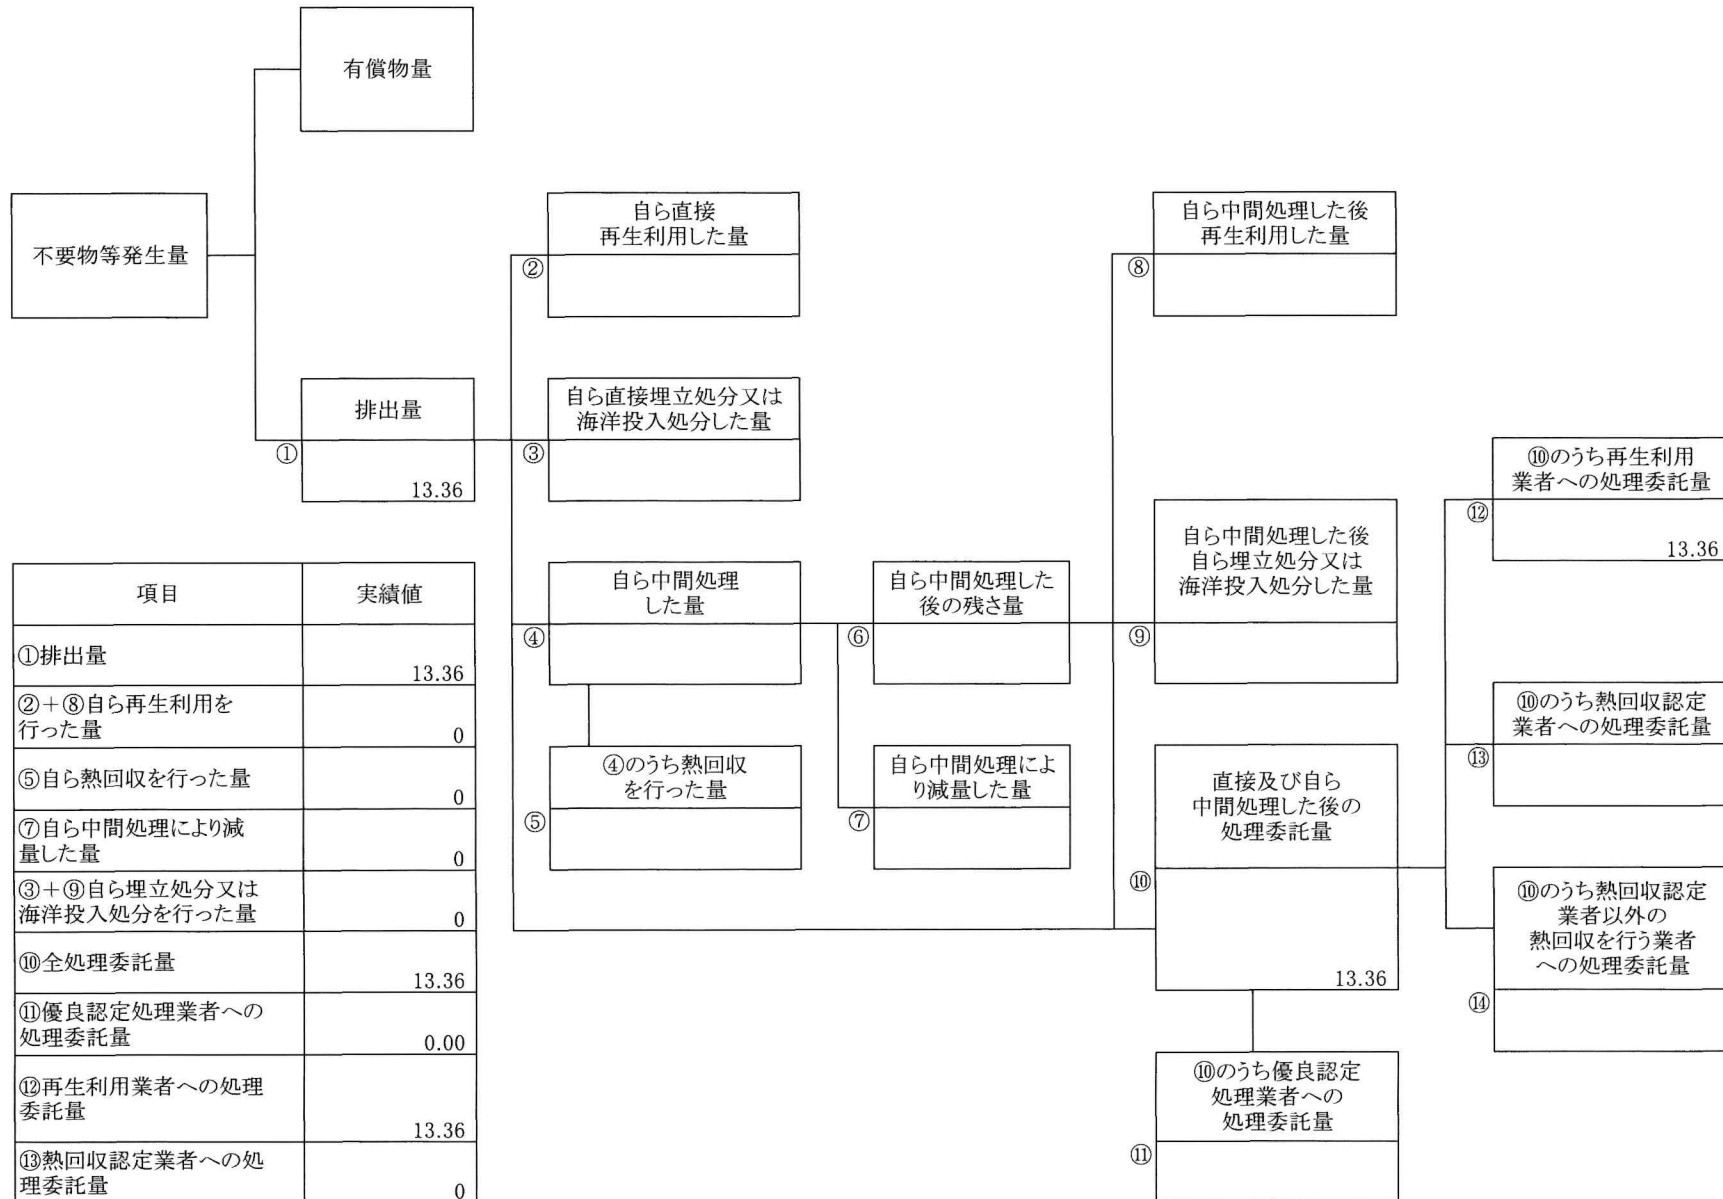 有償物量
不要物等発生量
自ら直接
再生利用した量
②
自ら中間処理した後
再生利用した量
⑧
排出量
①
13.36
自ら直接埋立処分又は
海洋投入処分した量
③
⑩のうち再生利用
業者への処理委託量
⑫
13.36
自ら中間処理
した量
④
自ら中間処理した
後の残さ量
⑥
自ら中間処理した後
自ら埋立処分又は
海洋投入処分した量
⑨
④のうち熱回収
を行った量
⑤
自ら中間処理によ
り減量した量
⑦
直接及び自ら
中間処理した後の
処理委託量
⑩
13.36
⑩のうち熱回収認定
業者への処理委託量
⑬
⑩のうち熱回収認定
業者以外の
熱回収を行う業者
への処理委託量
⑭
⑩のうち優良認定
処理業者への
処理委託量
⑪
項目 実績値
①排出量
13.36
②+⑧自ら再生利用を
行った量
0
⑤自ら熱回収を行った量
0
⑦自ら中間処理により減
量した量
0
③+⑨自ら埋立処分又は
海洋投入処分を行った量
0
⑩全処理委託量
13.36
⑪優良認定処理業者への
処理委託量
0.00
⑫再生利用業者への処理
委託量
13.36
⑬熱回収認定業者への処
理委託量
0